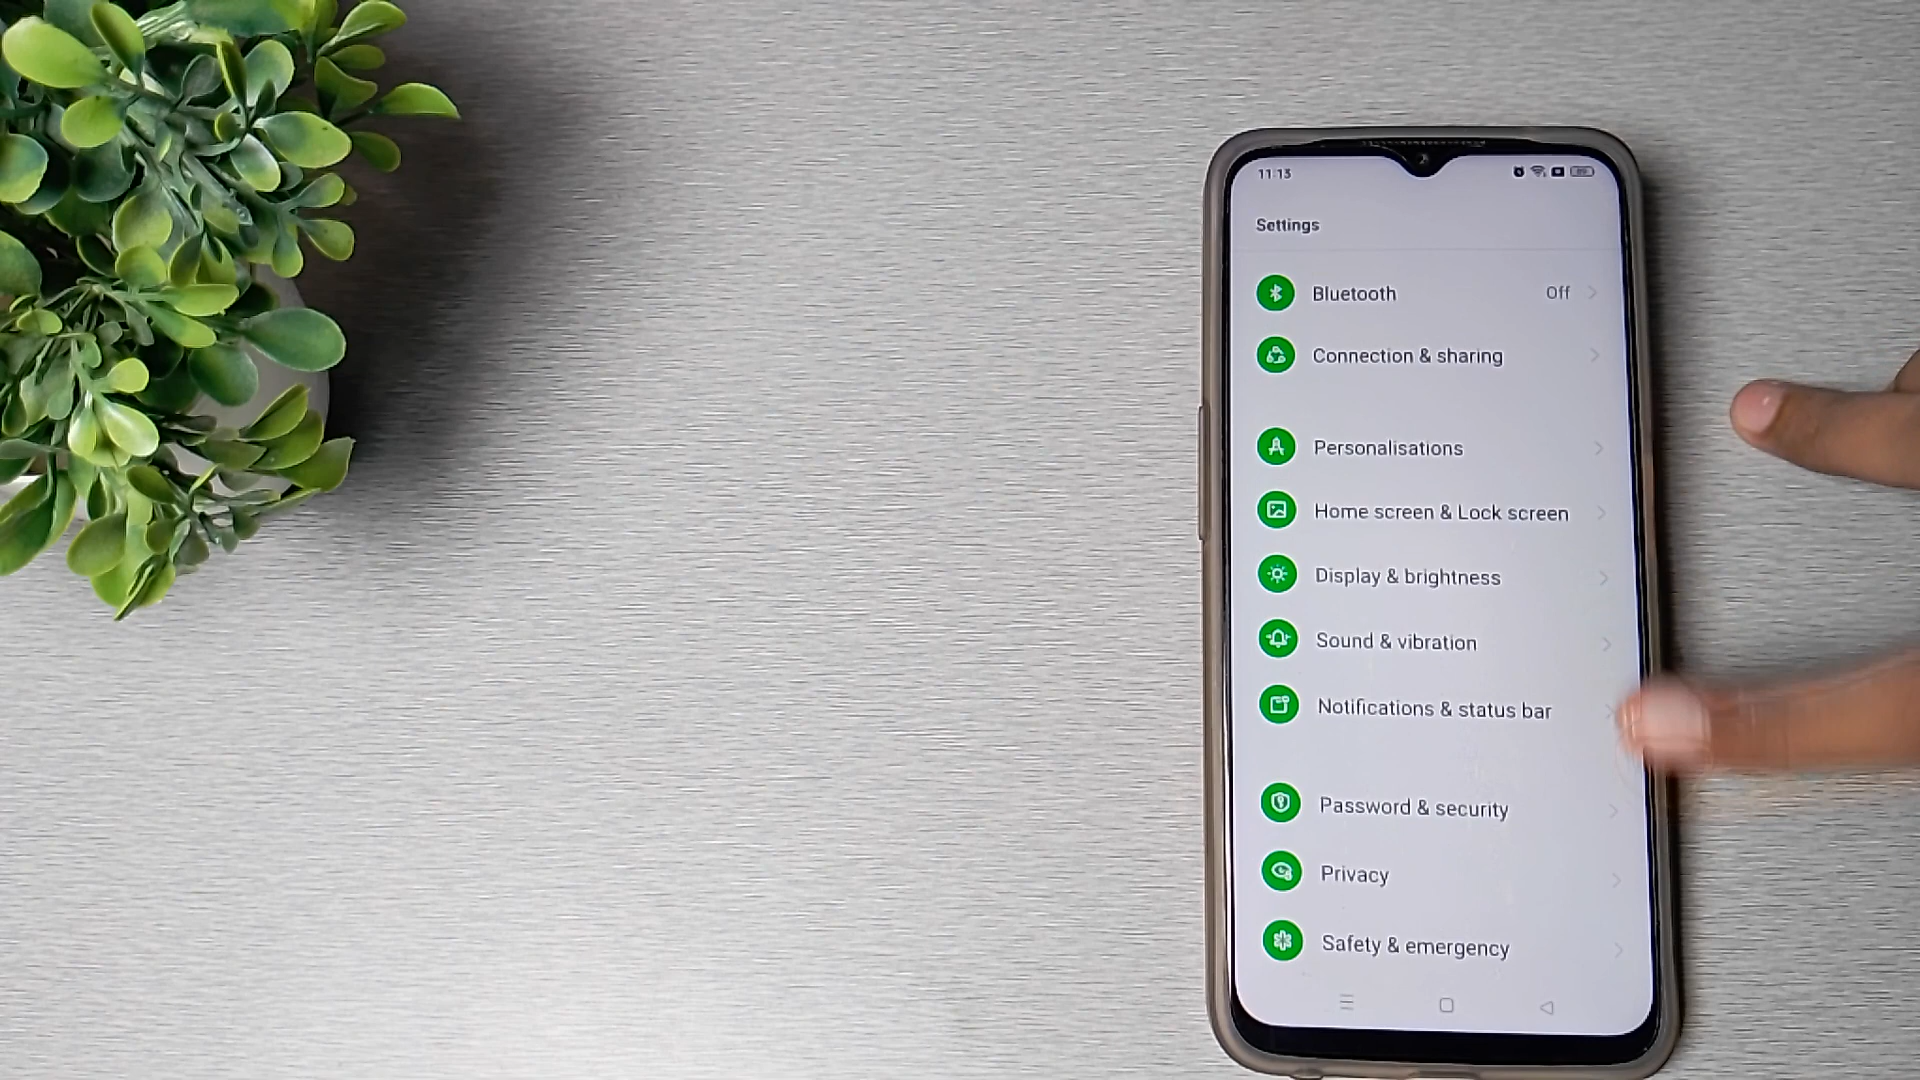 11:13
Settings
Bluetooth Off
Connection & sharing
Personalisations
Home screen & Lock screen
Display & brightness
Sound & vibration
Notifications & status bar
Password & security
Privacy
Safety & emergency